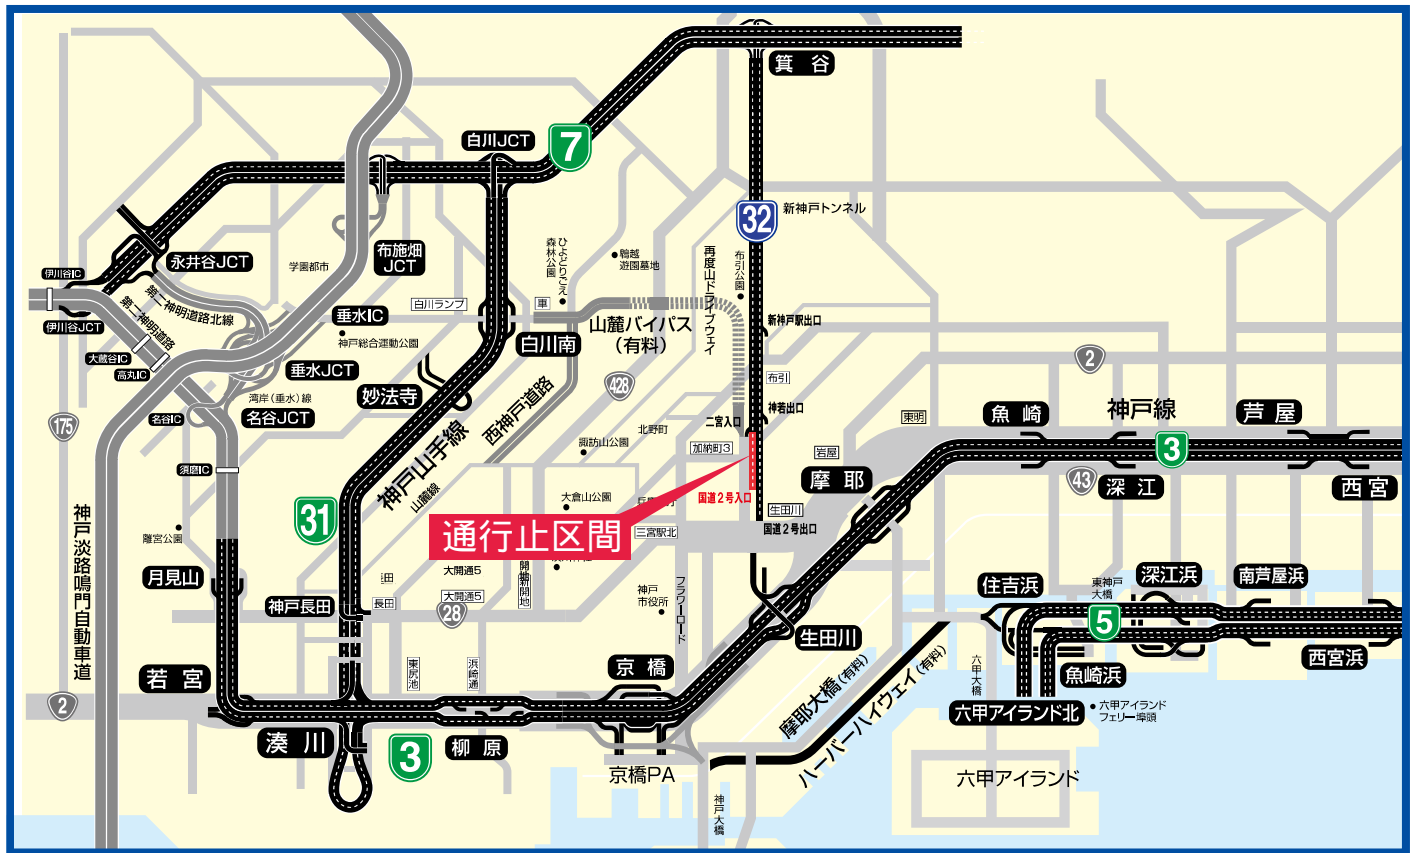 箕谷
白川JCT
7
32
新神戸トンネル
永井谷JCT
布施畑
JCT
伊川谷IC
伊川谷JCT
第二神明道路北線
第二神明道路
学園都市
ひよどりごえ
森林公園
鵯越
遊園墓地
再度山ドライブウェイ
布引公園
垂水IC
白川ランプ
車
神戸総合運動公園
白川南
山麓バイパス
(有料)
新神戸駅出口
大蔵谷IC
高丸IC
垂水JCT
湾岸(垂水)線
名谷IC
名谷JCT
妙法寺
西神戸道路
428
布引
神若出口
二宮入口
2
175
神戸山手線
山麓線
諏訪山公園
北野町
加納町3
東明
岩屋
魚崎
神戸線
芦屋
3
須磨IC
31
大倉山公園
国道2号入口
摩耶
43
深江
西宮
神戸淡路鳴門自動車道
離宮公園
通行止区間
三宮駅北
生田川
国道2号出口
月見山
神戸長田
長田
大開通5
大開通5
28
新開地
神戸
市役所
フラワーロード
生田川
住吉浜
東神戸
大橋
深江浜
南芦屋浜
5
若宮
2
東尻池
浜崎通
京橋
摩耶大橋(有料)
ハーバーハイウェイ(有料)
六甲大橋
魚崎浜
西宮浜
六甲アイランド北
六甲アイランド
フェリー埠頭
湊川
3
柳原
京橋PA
神戸大橋
六甲アイランド